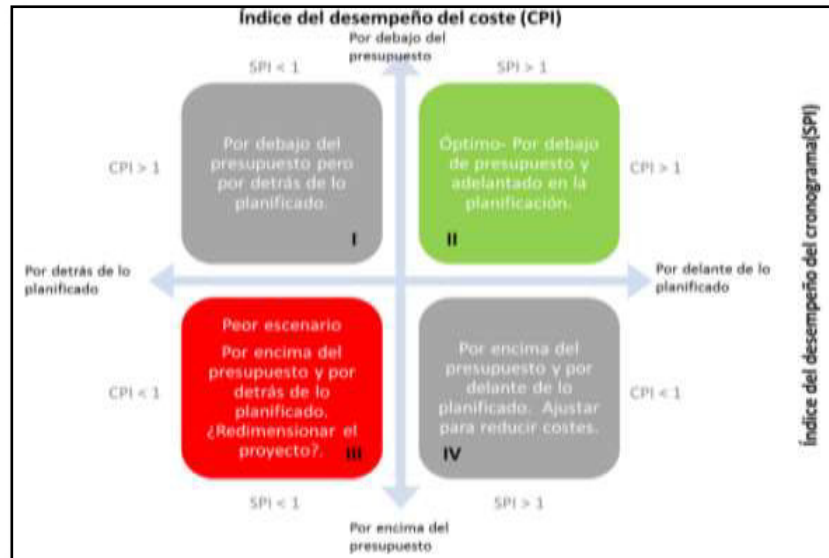 Índice del desempeño del coste (CPI)
Por debajo del
presupuesto
SPI < 1
SPI > 1
CPI > 1
Por debajo del
presupuesto pero
por detrás de lo
planificado.
I
Óptimo- Por debajo
de presupuesto y
adelantado en la
planificación.
II
CPI > 1
Por detrás de lo
planificado
Por delante de lo
planificado
CPI < 1
Peor escenario
Por encima del
presupuesto y por
detrás de lo
planificado.
¿Redimensionar el
proyecto?.
III
Por encima del
presupuesto y por
delante de lo
planificado. Ajustar
para reducir costes.
IV
CPI < 1
SPI < 1
SPI > 1
Por encima del
presupuesto
Índice del desempeño del cronograma(SPI)